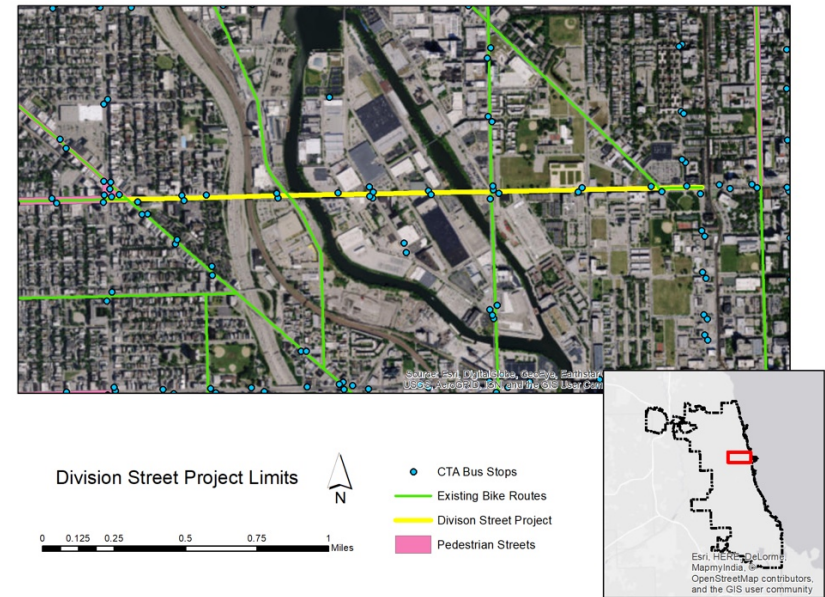 Source: Esri, DigitalGlobe, GeoEye, Earthstar
USGS, AeroGRID, IGN, and the GIS User Com
Division Street Project Limits
N
0 0.125 0.25 0.5 0.75 1
Miles
CTA Bus Stops
Existing Bike Routes
Divison Street Project
Pedestrian Streets
Esri, HERE, DeLorme,
MapmyIndia, ©
OpenStreetMap contributors,
and the GIS user community